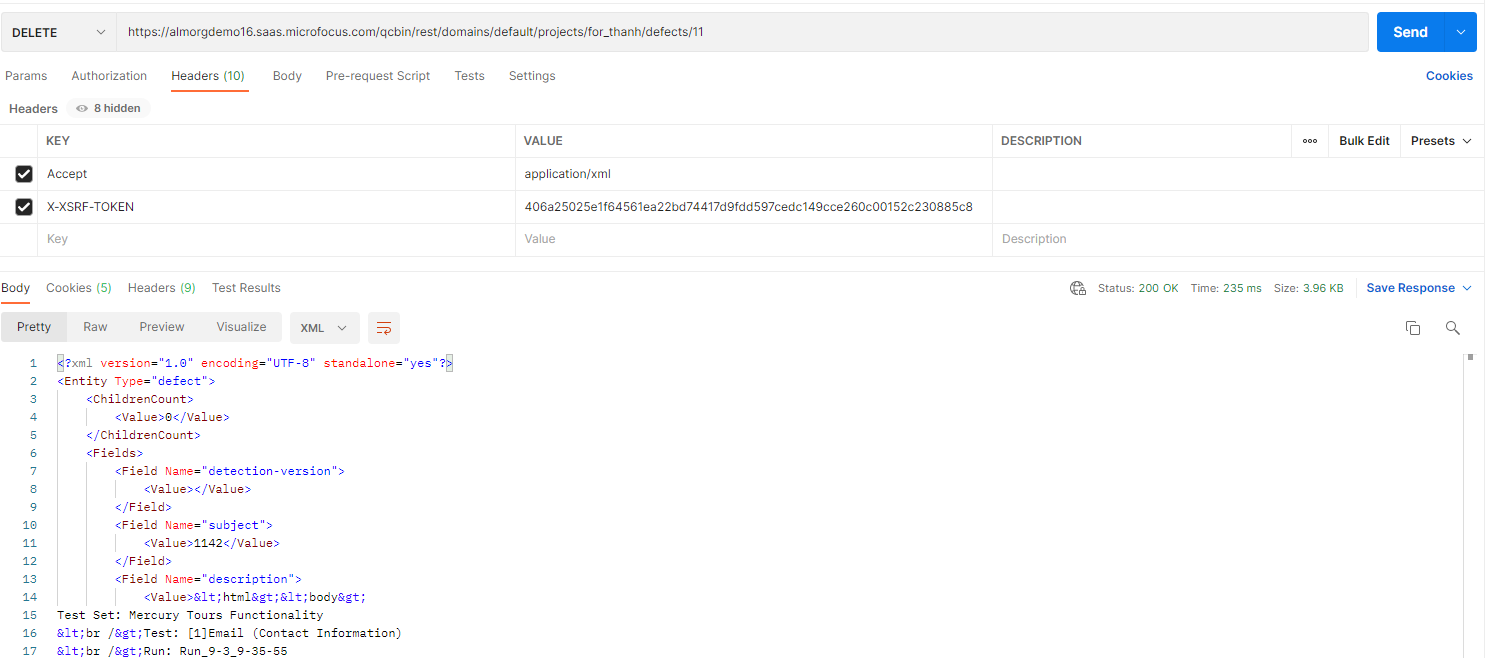 DELETE https://almorgdemo16.saas.microfocus.com/qcbin/rest/domains/default/projects/for_thanh/defects/11 Send
Params Authorization Headers (10) Body Pre-request Script Tests Settings Cookies
Headers 8 hidden
KEY VALUE DESCRIPTION ooo Bulk Edit Presets
Accept application/xml
X-XSRF-TOKEN 406a25025e1f64561ea22bd74417d9fdd597cedc149cce260c00152c230885c8
Key Value Description
Body Cookies (5) Headers (9) Test Results Status: 200 OK Time: 235 ms Size: 3.96 KB Save Response
Pretty Raw Preview Visualize XML
1 <?xml version="1.0" encoding="UTF-8" standalone="yes"?>
2 <Entity Type="defect">
3 <ChildrenCount>
4 <Value>0</Value>
5 </ChildrenCount>
6 <Fields>
7 <Field Name="detection-version">
8 <Value></Value>
9 </Field>
10 <Field Name="subject">
11 <Value>1142</Value>
12 </Field>
13 <Field Name="description">
14 <Value>&lt;html&gt;&lt;body&gt;
15 Test Set: Mercury Tours Functionality
16 &lt;br /&gt;Test: [1]Email (Contact Information)
17 &lt;br /&gt;Run: Run_9-3_9-35-55